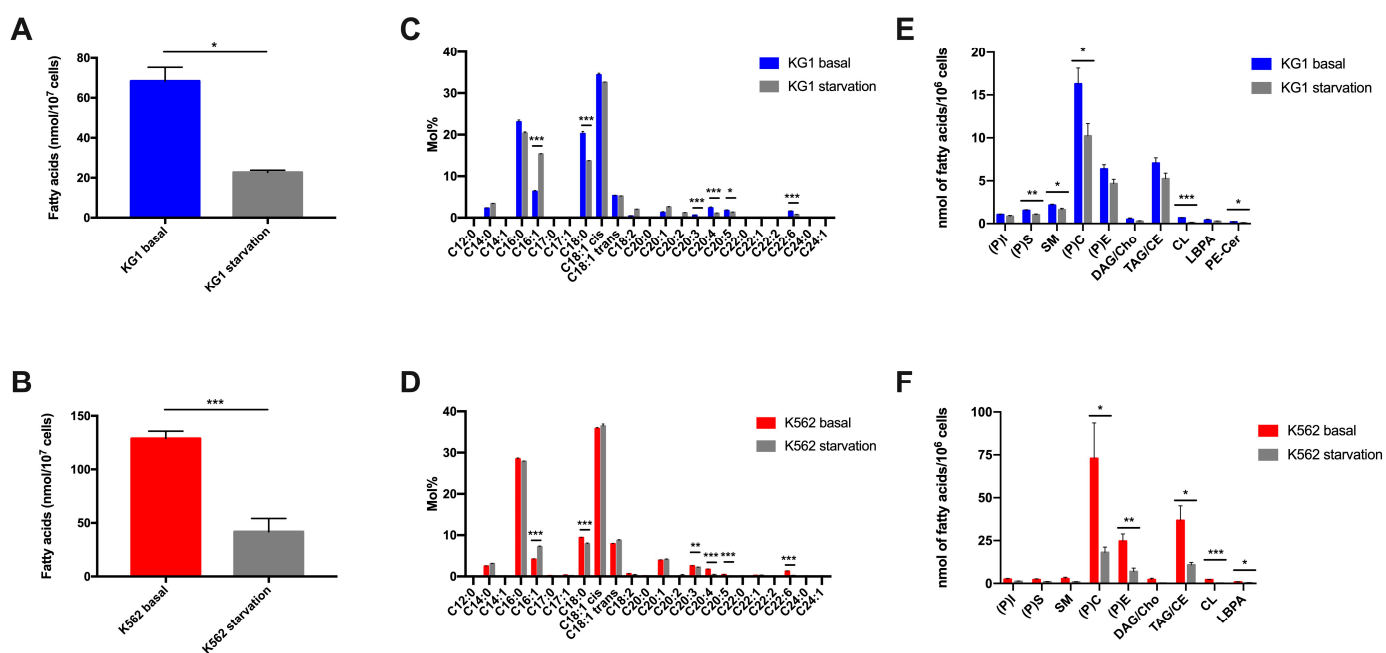 A
Fatty acids (nmol/10⁷ cells)
80
60
40
20
0
*
KG1 basal
KG1 starvation
C
Mol%
40
30
20
10
0
KG1 basal
KG1 starvation
***
***
***
***
*
***
C12:0
C14:0
C14:1
C16:0
C16:1
C17:0
C17:1
C18:0
C18:1 cis
C18:1 trans
C18:2
C20:0
C20:1
C20:2
C20:3
C20:4
C20:5
C22:0
C22:1
C22:2
C22:6
C24:0
C24:1
E
nmol of fatty acids/10⁶ cells
20
15
10
5
0
KG1 basal
KG1 starvation
**
*
*
***
*
(P)I
(P)S
SM
(P)C
(P)E
DAG/Cho
TAG/CE
CL
LBPA
PE-Cer
B
Fatty acids (nmol/10⁷ cells)
150
100
50
0
***
K562 basal
K562 starvation
D
Mol%
40
30
20
10
0
K562 basal
K562 starvation
***
***
**
***
***
***
C12:0
C14:0
C14:1
C16:0
C16:1
C17:0
C17:1
C18:0
C18:1 cis
C18:1 trans
C18:2
C20:0
C20:1
C20:2
C20:3
C20:4
C20:5
C22:0
C22:1
C22:2
C22:6
C24:0
C24:1
F
nmol of fatty acids/10⁶ cells
100
75
50
25
0
K562 basal
K562 starvation
*
**
*
***
*
(P)I
(P)S
SM
(P)C
(P)E
DAG/Cho
TAG/CE
CL
LBPA